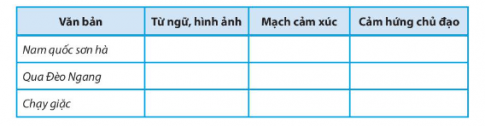 Văn bản Từ ngữ, hình ảnh Mạch cảm xúc Cảm hứng chủ đạo
Nam quốc sơn hà
Qua Đèo Ngang
Chạy giặc